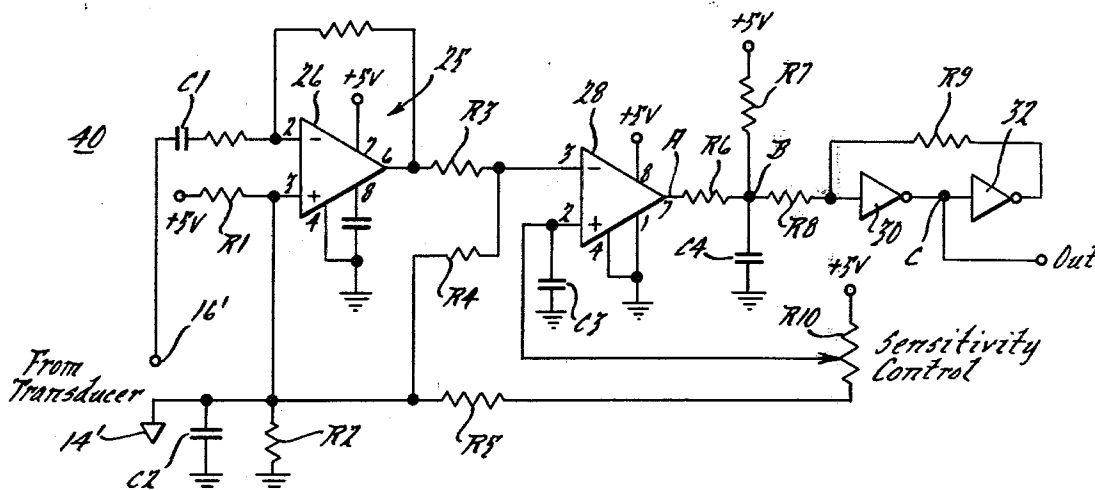 +5V
25
R7
R9
32
C1
26
+5V
28
+5V
40
2
-
7
6
R3
3
-
8
A
R6
B
3
+
8
4
+5V
R1
2
+
7
1
4
R8
30
C
C4
+5V
Out
R4
C3
R10
16'
From
Transducer
Sensitivity
Control
14'
C2
R2
R5